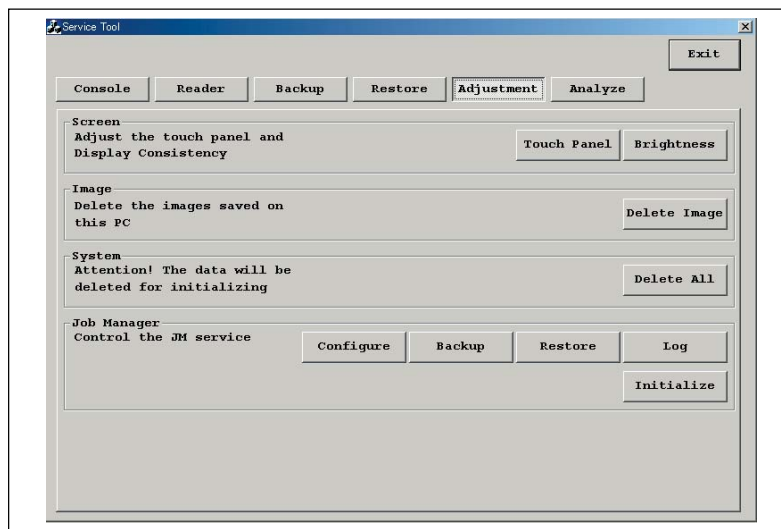 Service Tool
Exit
Console Reader Backup Restore Adjustment Analyze
Screen
Adjust the touch panel and
Display Consistency
Touch Panel Brightness
Image
Delete the images saved on
this PC
Delete Image
System
Attention! The data will be
deleted for initializing
Delete All
Job Manager
Control the JM service
Configure Backup Restore Log
Initialize